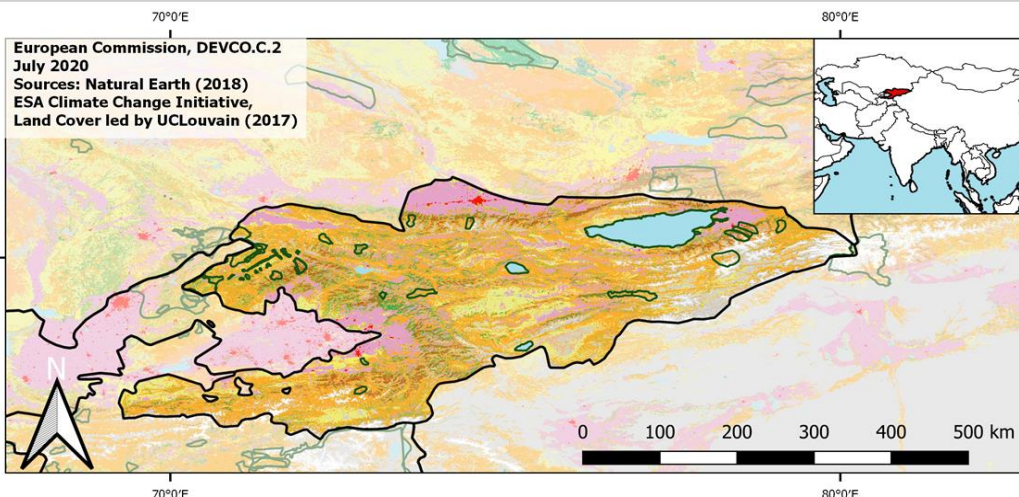 70°0'E 80°0'E
European Commission, DEVCO.C.2
July 2020
Sources: Natural Earth (2018)
ESA Climate Change Initiative,
Land Cover led by UCLouvain (2017)
N
0 100 200 300 400 500 km
70°0'E 80°0'E